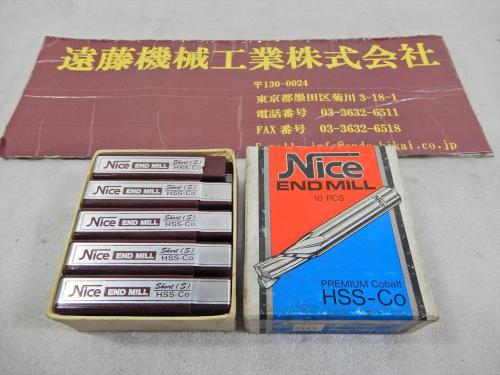 遠藤機械工業株式会社
〒130-0024
東京都墨田区菊川3-18-1
電話番号 03-3632-6511
FAX番号 03-3632-6518
Nice END MILL Short (S) HSS-Co
Nice END MILL Short (S) HSS-Co
Nice END MILL Short (S) HSS-Co
Nice END MILL Short (S) HSS-Co
Nice END MILL Short (S) HSS-Co
Nice
END MILL
10 PCS
PREMIUM Cobalt
HSS-Co